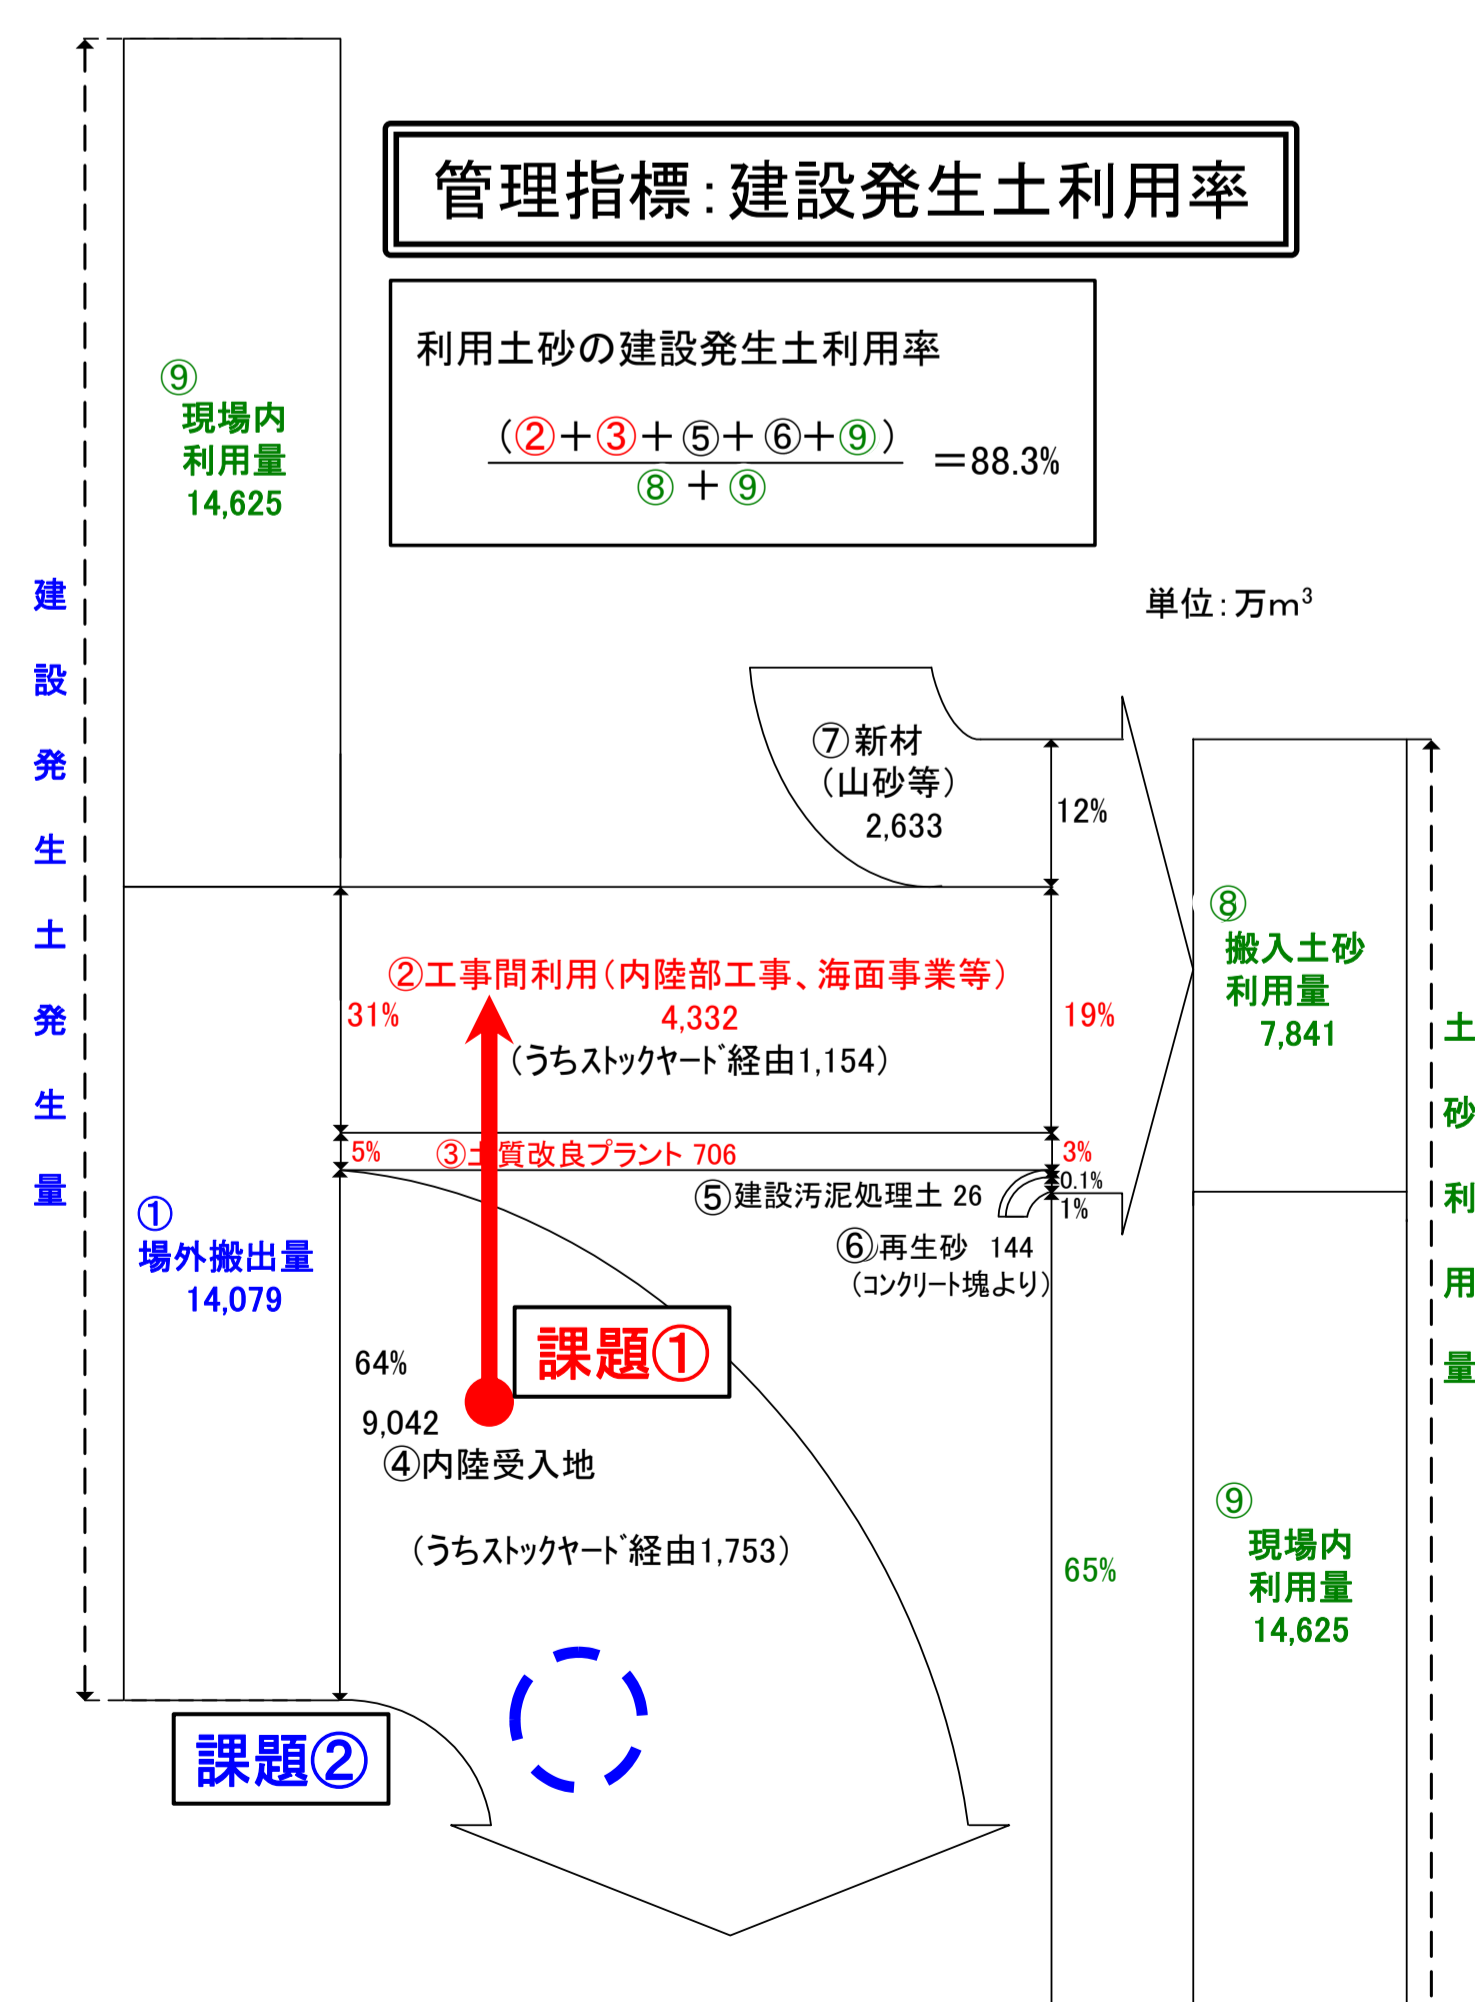 管理指標：建設発生土利用率
利用土砂の建設発生土利用率
（②＋③＋⑤＋⑥＋⑨）
⑧＋⑨
＝88.3%
単位：万m³
建設発生土発生量
⑨
現場内
利用量
14,625
①
場外搬出量
14,079
⑦新材
（山砂等）
2,633
12%
②工事間利用（内陸部工事、海面事業等）
4,332
（うちストックヤード経由1,154）
31%
19%
5%
③土質改良プラント 706
3%
⑤建設汚泥処理土 26
0.1%
1%
⑥再生砂 144
（コンクリート塊より）
課題①
64%
9,042
④内陸受入地
（うちストックヤード経由1,753）
65%
課題②
⑧
搬入土砂
利用量
7,841
⑨
現場内
利用量
14,625
土砂利用量